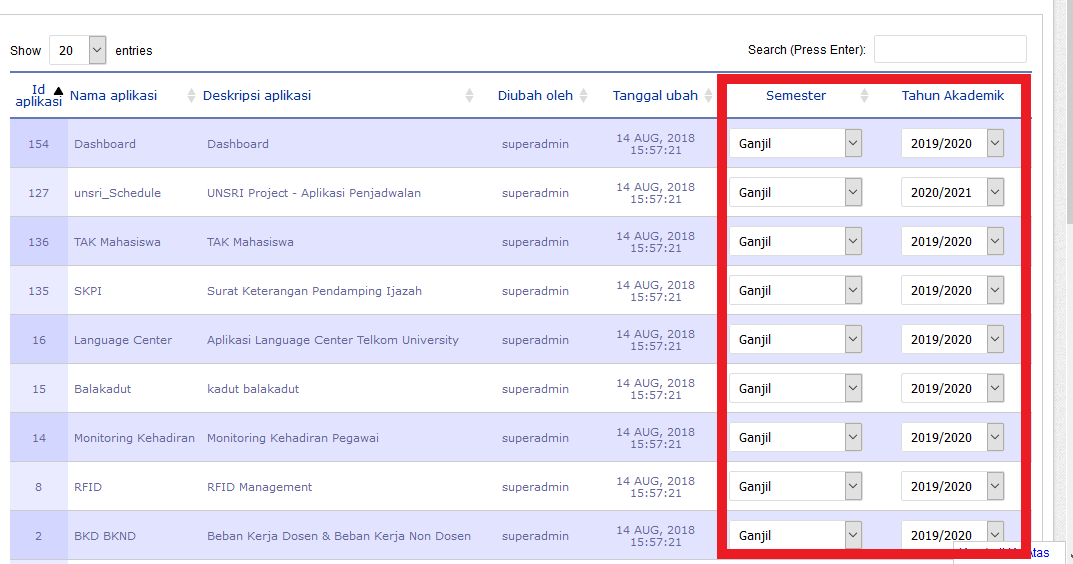 Show 20 entries Search (Press Enter):
Id aplikasi Nama aplikasi Deskripsi aplikasi Diubah oleh Tanggal ubah Semester Tahun Akademik
154 Dashboard Dashboard superadmin 14 AUG, 2018 15:57:21 Ganjil 2019/2020
127 unsri_Schedule UNSRI Project - Aplikasi Penjadwalan superadmin 14 AUG, 2018 15:57:21 Ganjil 2020/2021
136 TAK Mahasiswa TAK Mahasiswa superadmin 14 AUG, 2018 15:57:21 Ganjil 2019/2020
135 SKPI Surat Keterangan Pendamping Ijazah superadmin 14 AUG, 2018 15:57:21 Ganjil 2019/2020
16 Language Center Aplikasi Language Center Telkom University superadmin 14 AUG, 2018 15:57:21 Ganjil 2019/2020
15 Balakadut kadut balakadut superadmin 14 AUG, 2018 15:57:21 Ganjil 2019/2020
14 Monitoring Kehadiran Monitoring Kehadiran Pegawai superadmin 14 AUG, 2018 15:57:21 Ganjil 2019/2020
8 RFID RFID Management superadmin 14 AUG, 2018 15:57:21 Ganjil 2019/2020
2 BKD BKND Beban Kerja Dosen & Beban Kerja Non Dosen superadmin 14 AUG, 2018 15:57:21 Ganjil 2019/2020
Atas